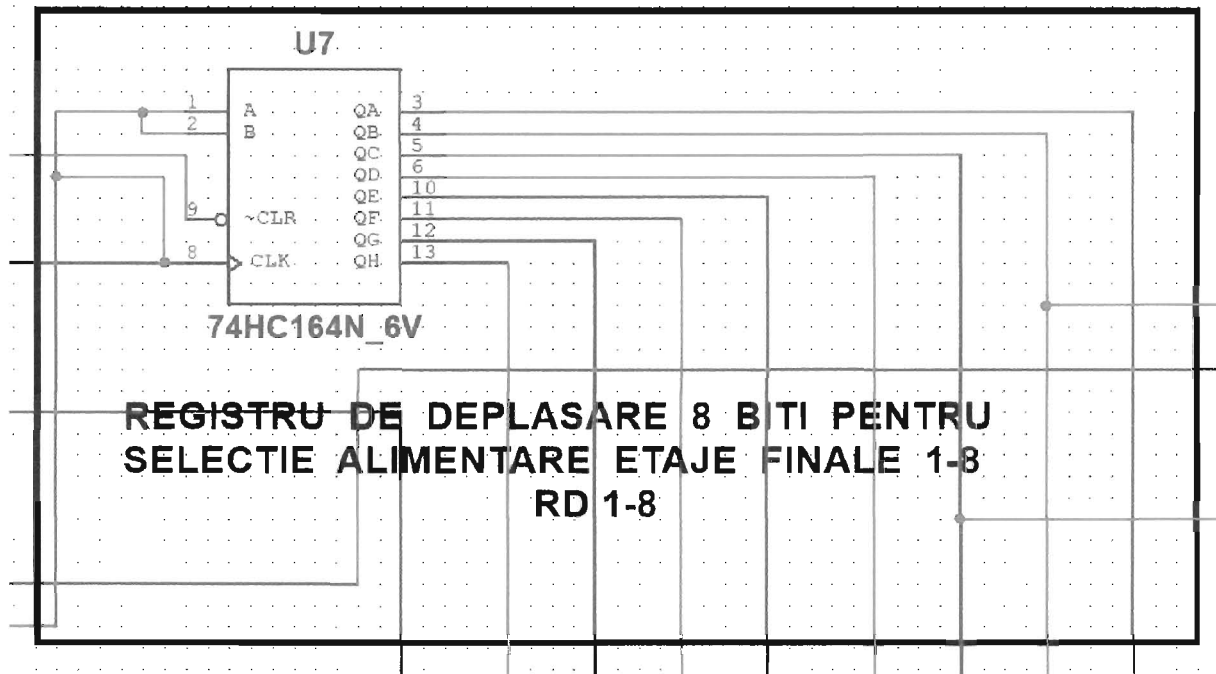 U7
1 A QA 3
2 B QB 4
QC 5
QD 6
QE 10
9 ~CLR QF 11
QG 12
8 CLK QH 13
74HC164N_6V
REGISTRU DE DEPLASARE 8 BITI PENTRU
SELECTIE ALIMENTARE ETAJE FINALE 1-8
RD 1-8